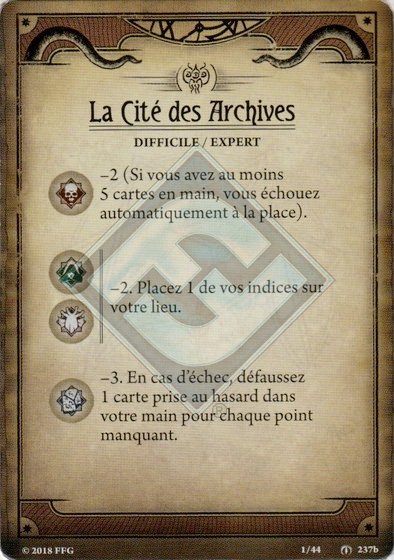 La Cité des Archives
DIFFICILE / EXPERT
–2 (Si vous avez au moins
5 cartes en main, vous échouez
automatiquement à la place).
–2. Placez 1 de vos indices sur
votre lieu.
–3. En cas d'échec, défaussez
1 carte prise au hasard dans
votre main pour chaque point
manquant.
®
© 2018 FFG 1/44 237b